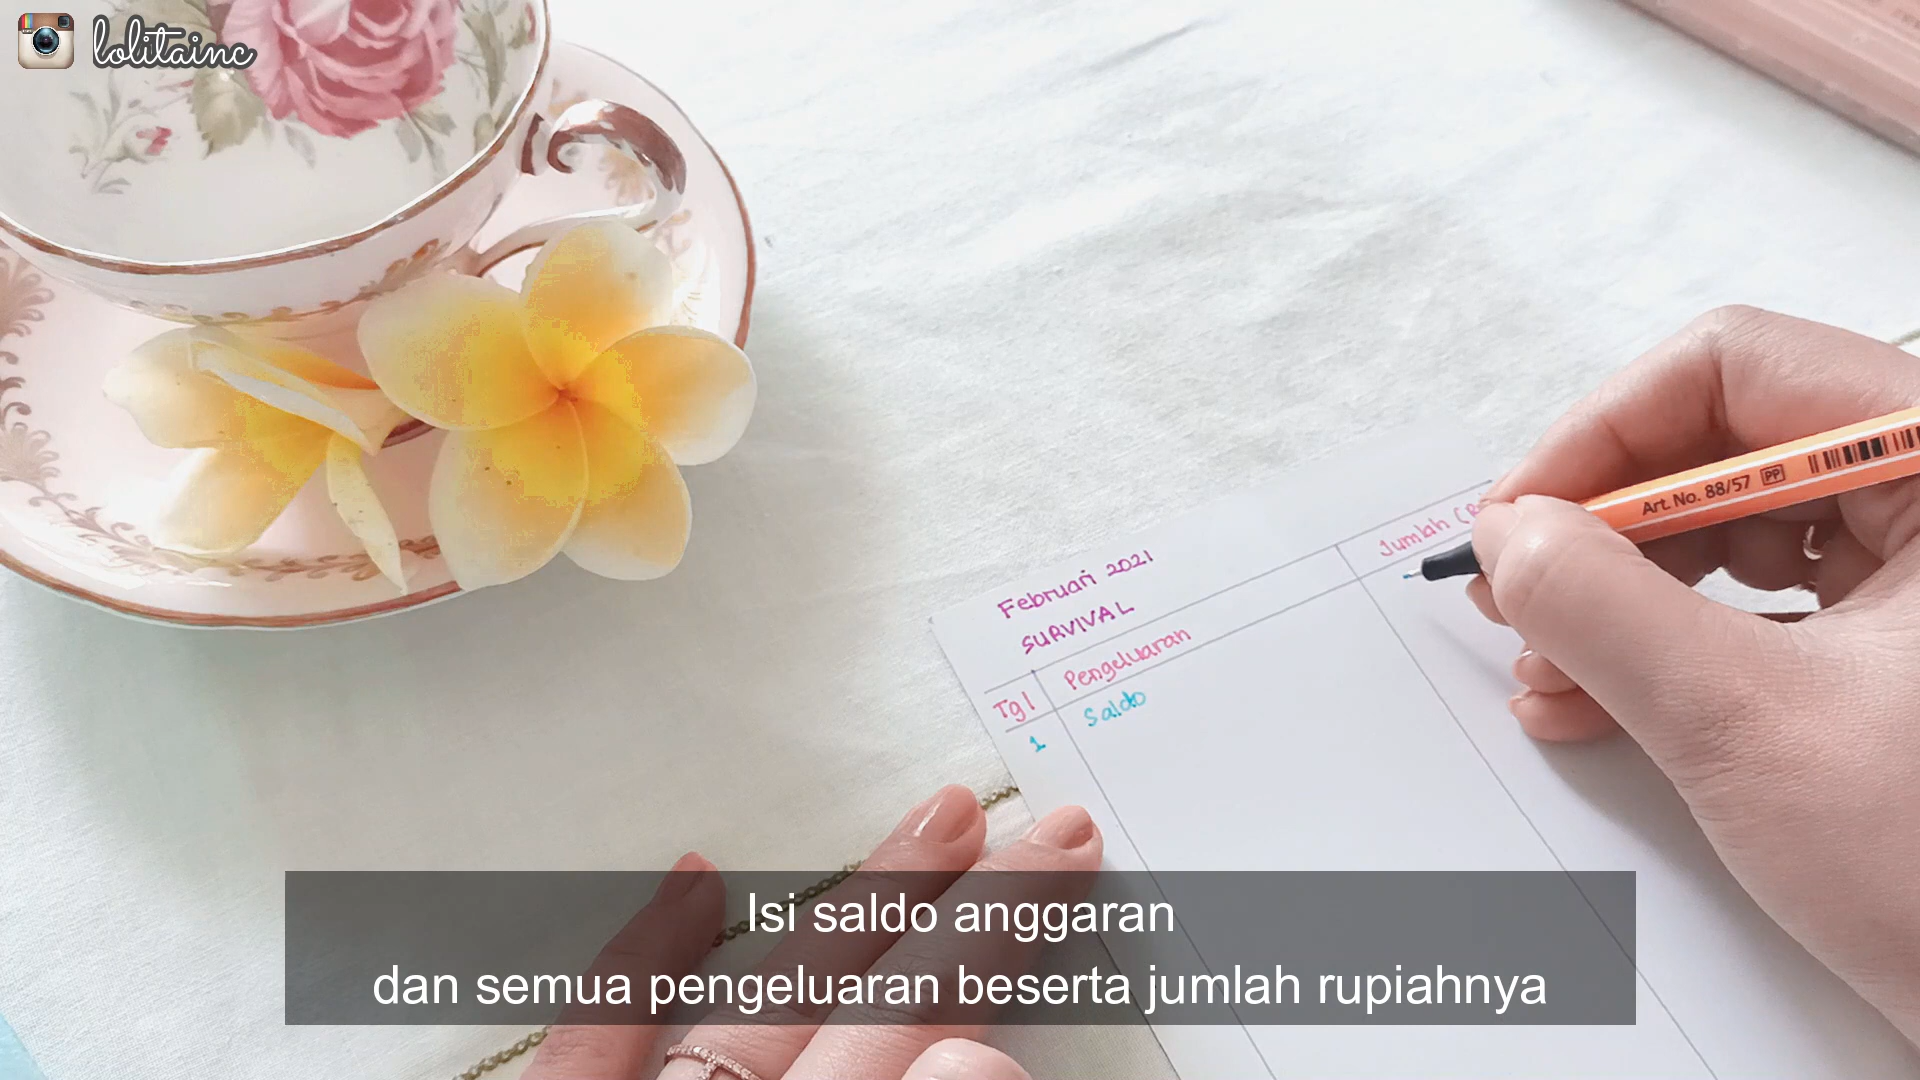 lolitainc
Art. No. 88/57 PP
Februari 2021
SURVIVAL
Tgl Pengeluaran Jumlah
1 Saldo
Isi saldo anggaran
dan semua pengeluaran beserta jumlah rupiahnya